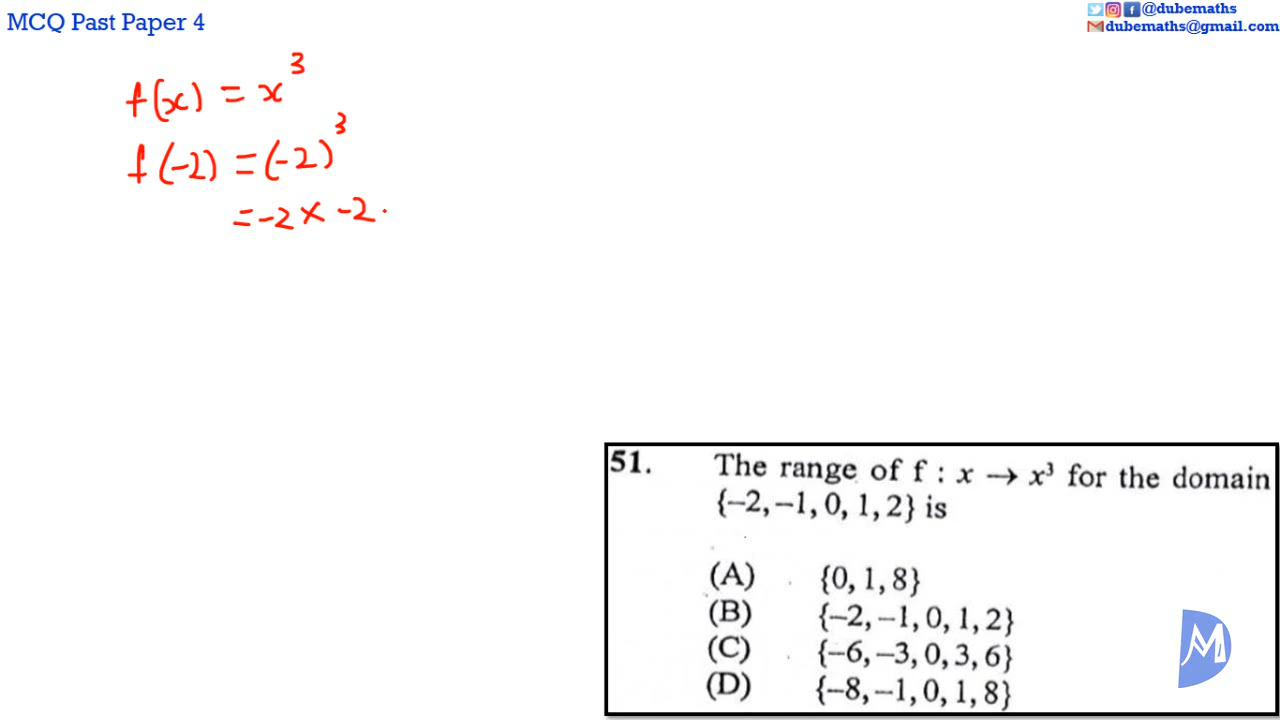 MCQ Past Paper 4
@dubemaths
dubemaths@gmail.com
f(x) = x³
f(-2) = (-2)³
= -2 × -2
51. The range of f : x → x³ for the domain
{–2, –1, 0, 1, 2} is
(A) {0, 1, 8}
(B) {–2, –1, 0, 1, 2}
(C) {–6, –3, 0, 3, 6}
(D) {–8, –1, 0, 1, 8}
M